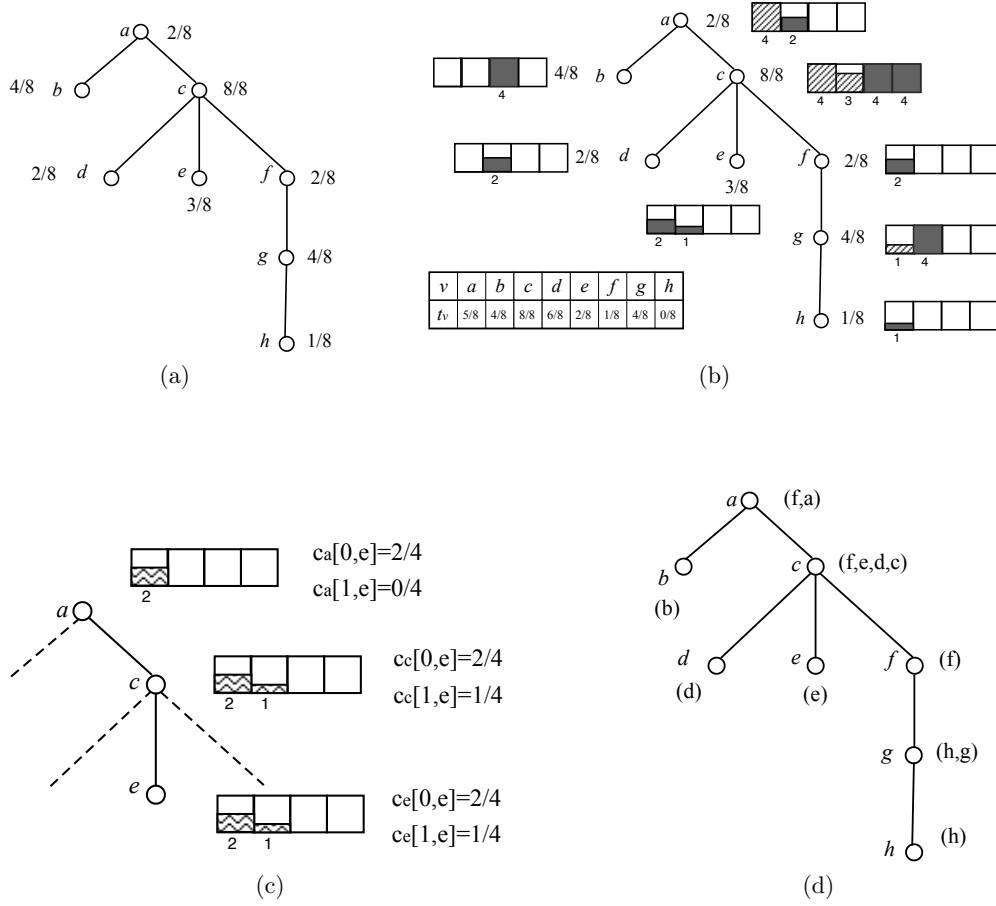 a 2/8
4/8 b
c 8/8
2/8 d
e
3/8
f 2/8
g 4/8
h 1/8
(a)
a 2/8
4 2
4/8 b
4
c 8/8
4 3 4 4
2/8 d
2
e
3/8
2 1
f 2/8
2
g 4/8
1 4
h 1/8
1
v a b c d e f g h
tv 5/8 4/8 8/8 6/8 2/8 1/8 4/8 0/8
(b)
2
ca[0,e]=2/4
ca[1,e]=0/4
a
c
2 1
cc[0,e]=2/4
cc[1,e]=1/4
e
2 1
ce[0,e]=2/4
ce[1,e]=1/4
(c)
a (f,a)
b
(b)
c (f,e,d,c)
d
(d)
e
(e)
f (f)
g (h,g)
h (h)
(d)